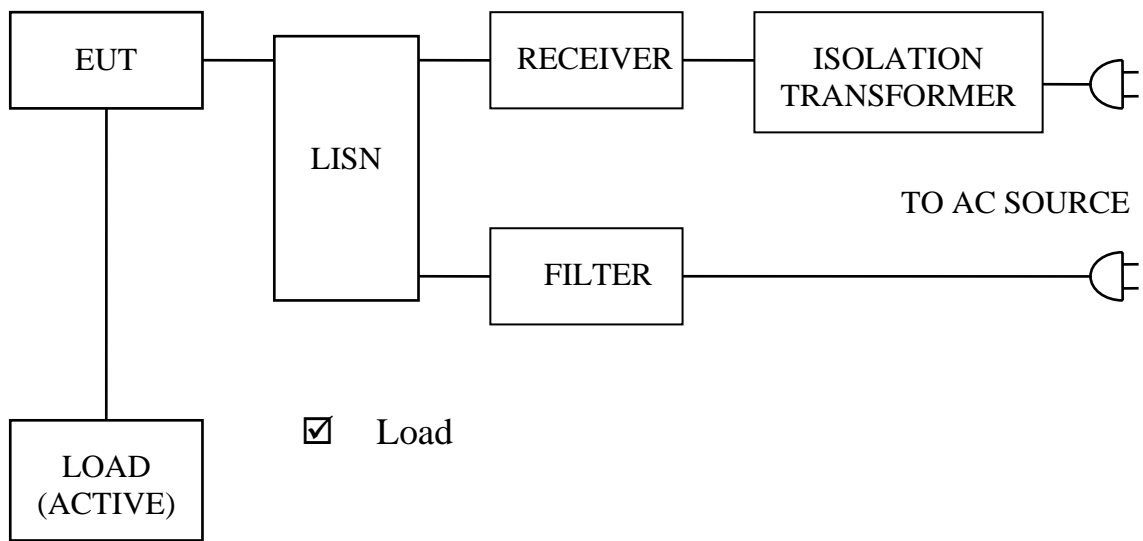 EUT
LISN
RECEIVER
ISOLATION
TRANSFORMER
TO AC SOURCE
FILTER
☑ Load
LOAD
(ACTIVE)